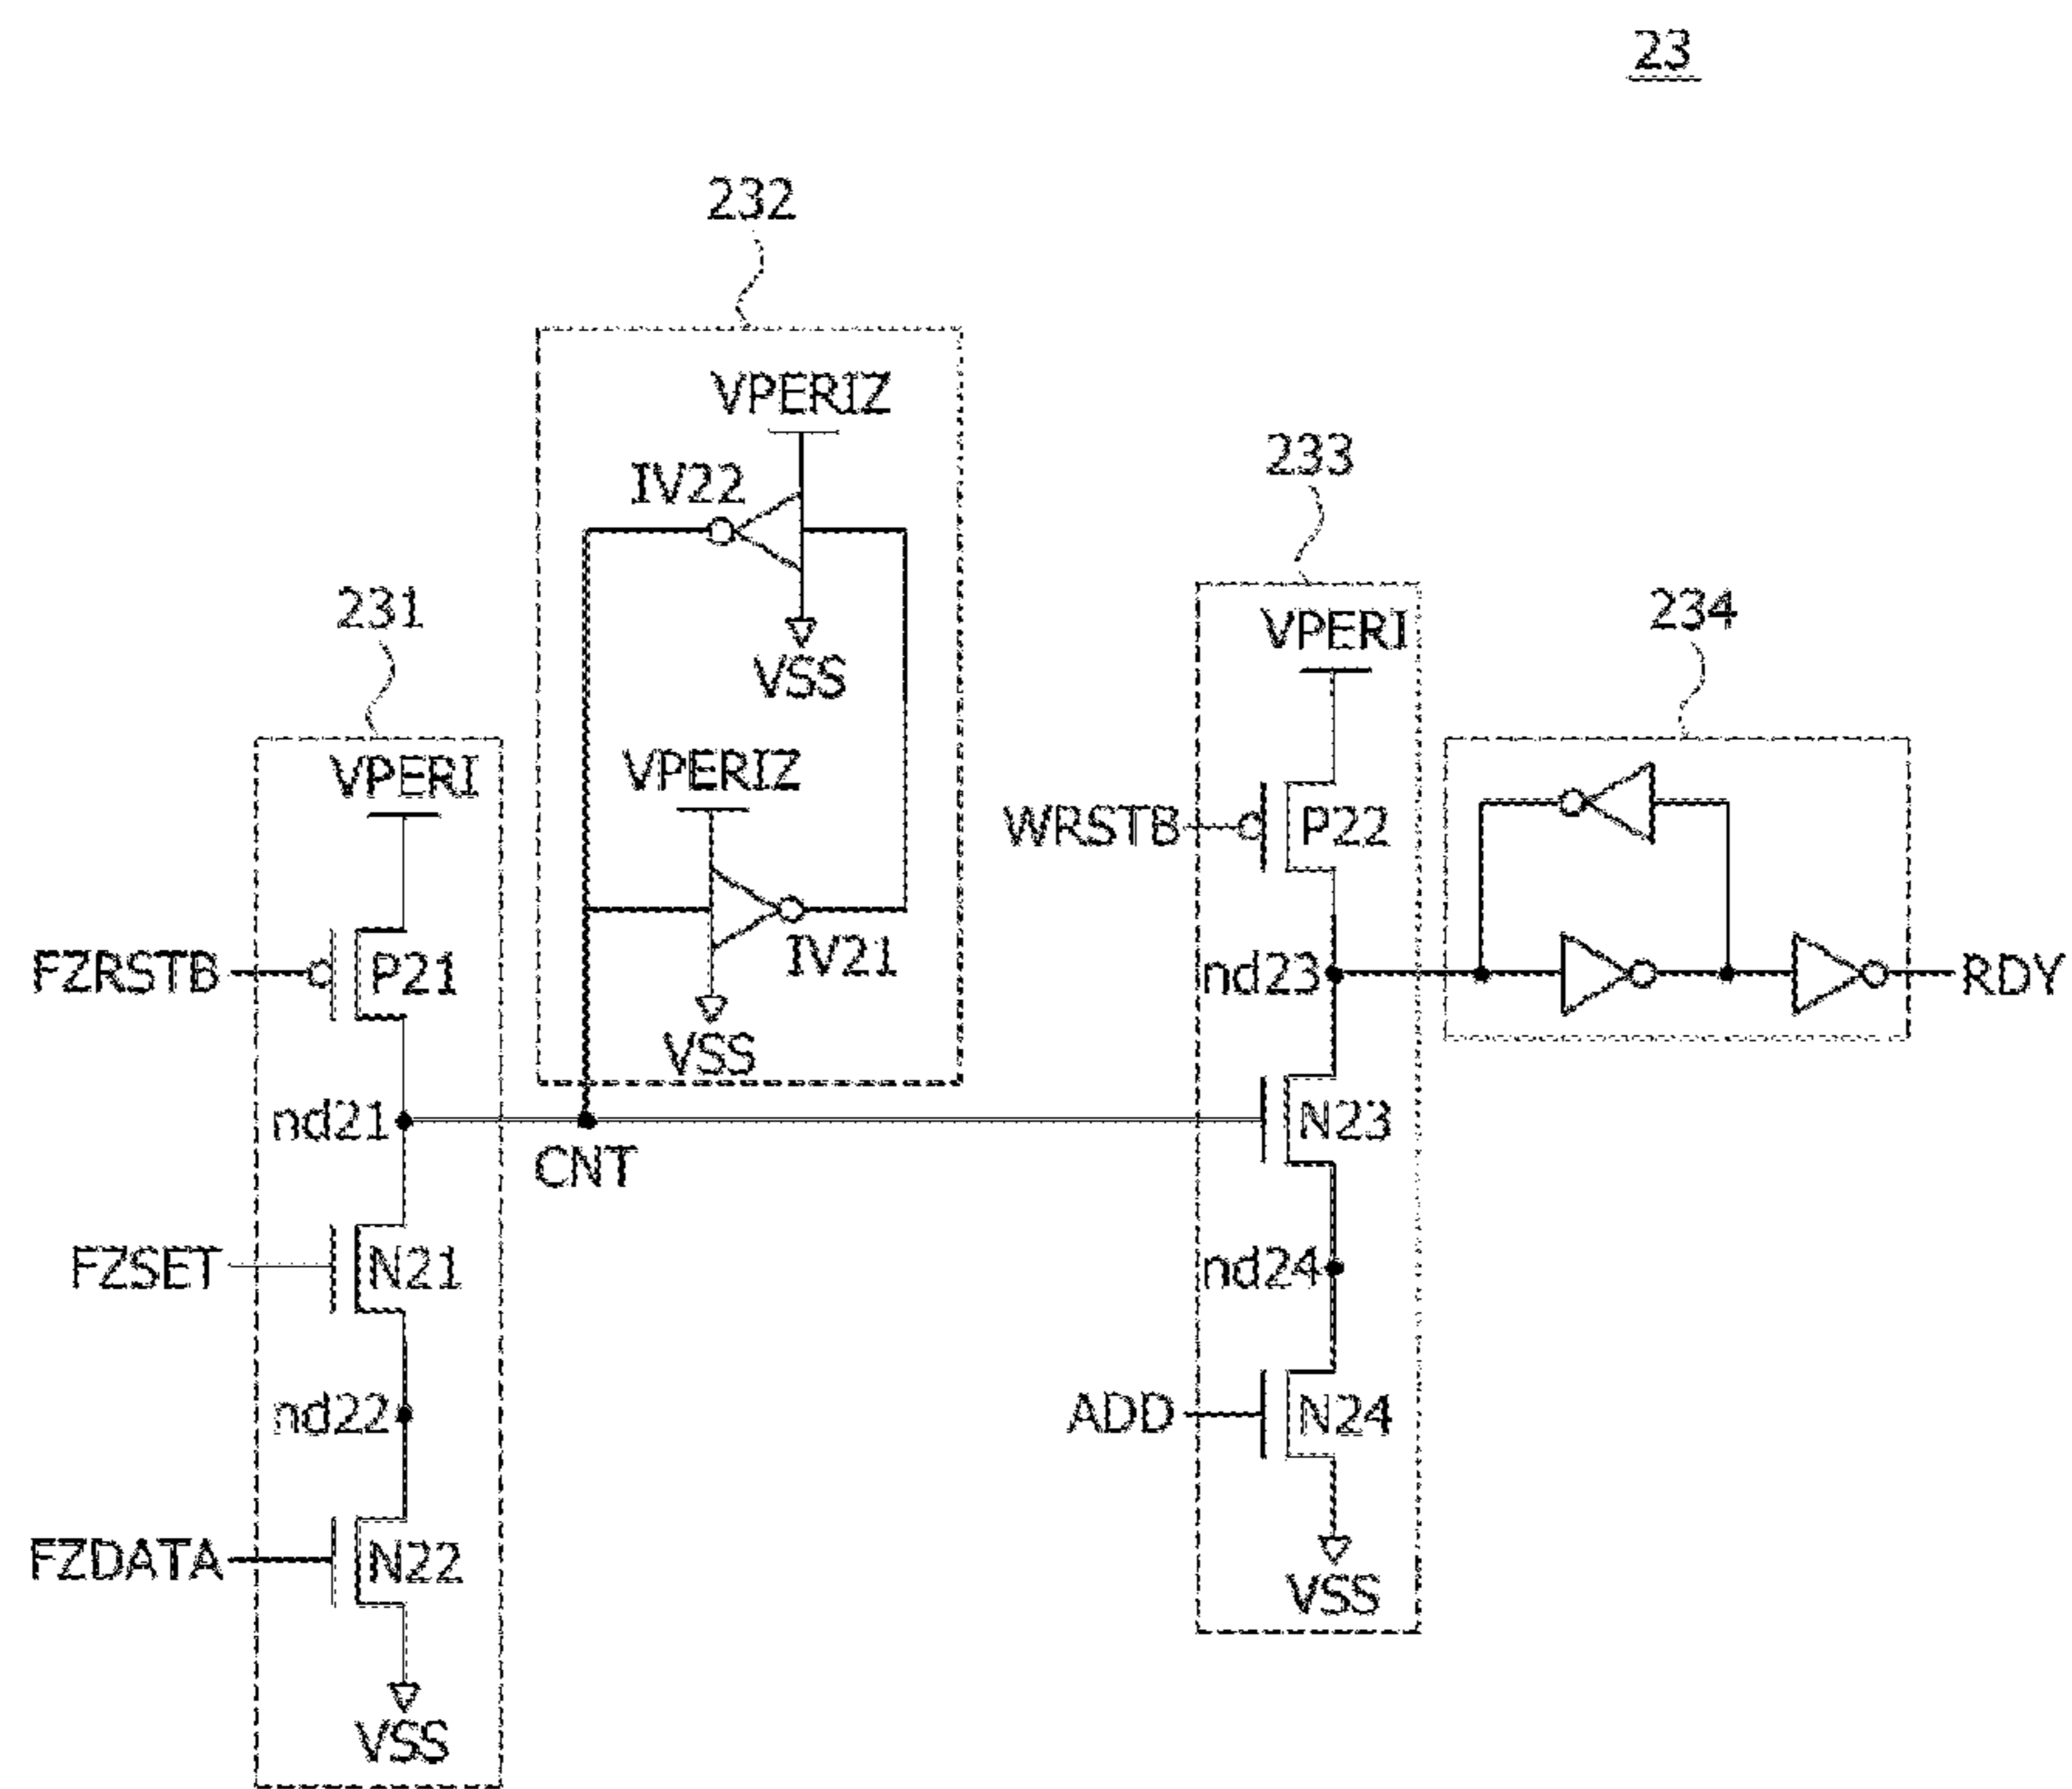 23
232
VPERIZ
IV22
233
231
VSS
VPERI
234
VPERI
VPERIZ
WRSTB
P22
FZRSTB
P21
IV21
nd23
RDY
VSS
nd21
CNT
N23
FZSET
N21
nd24
nd22
ADD
N24
FZDATA
N22
VSS
VSS